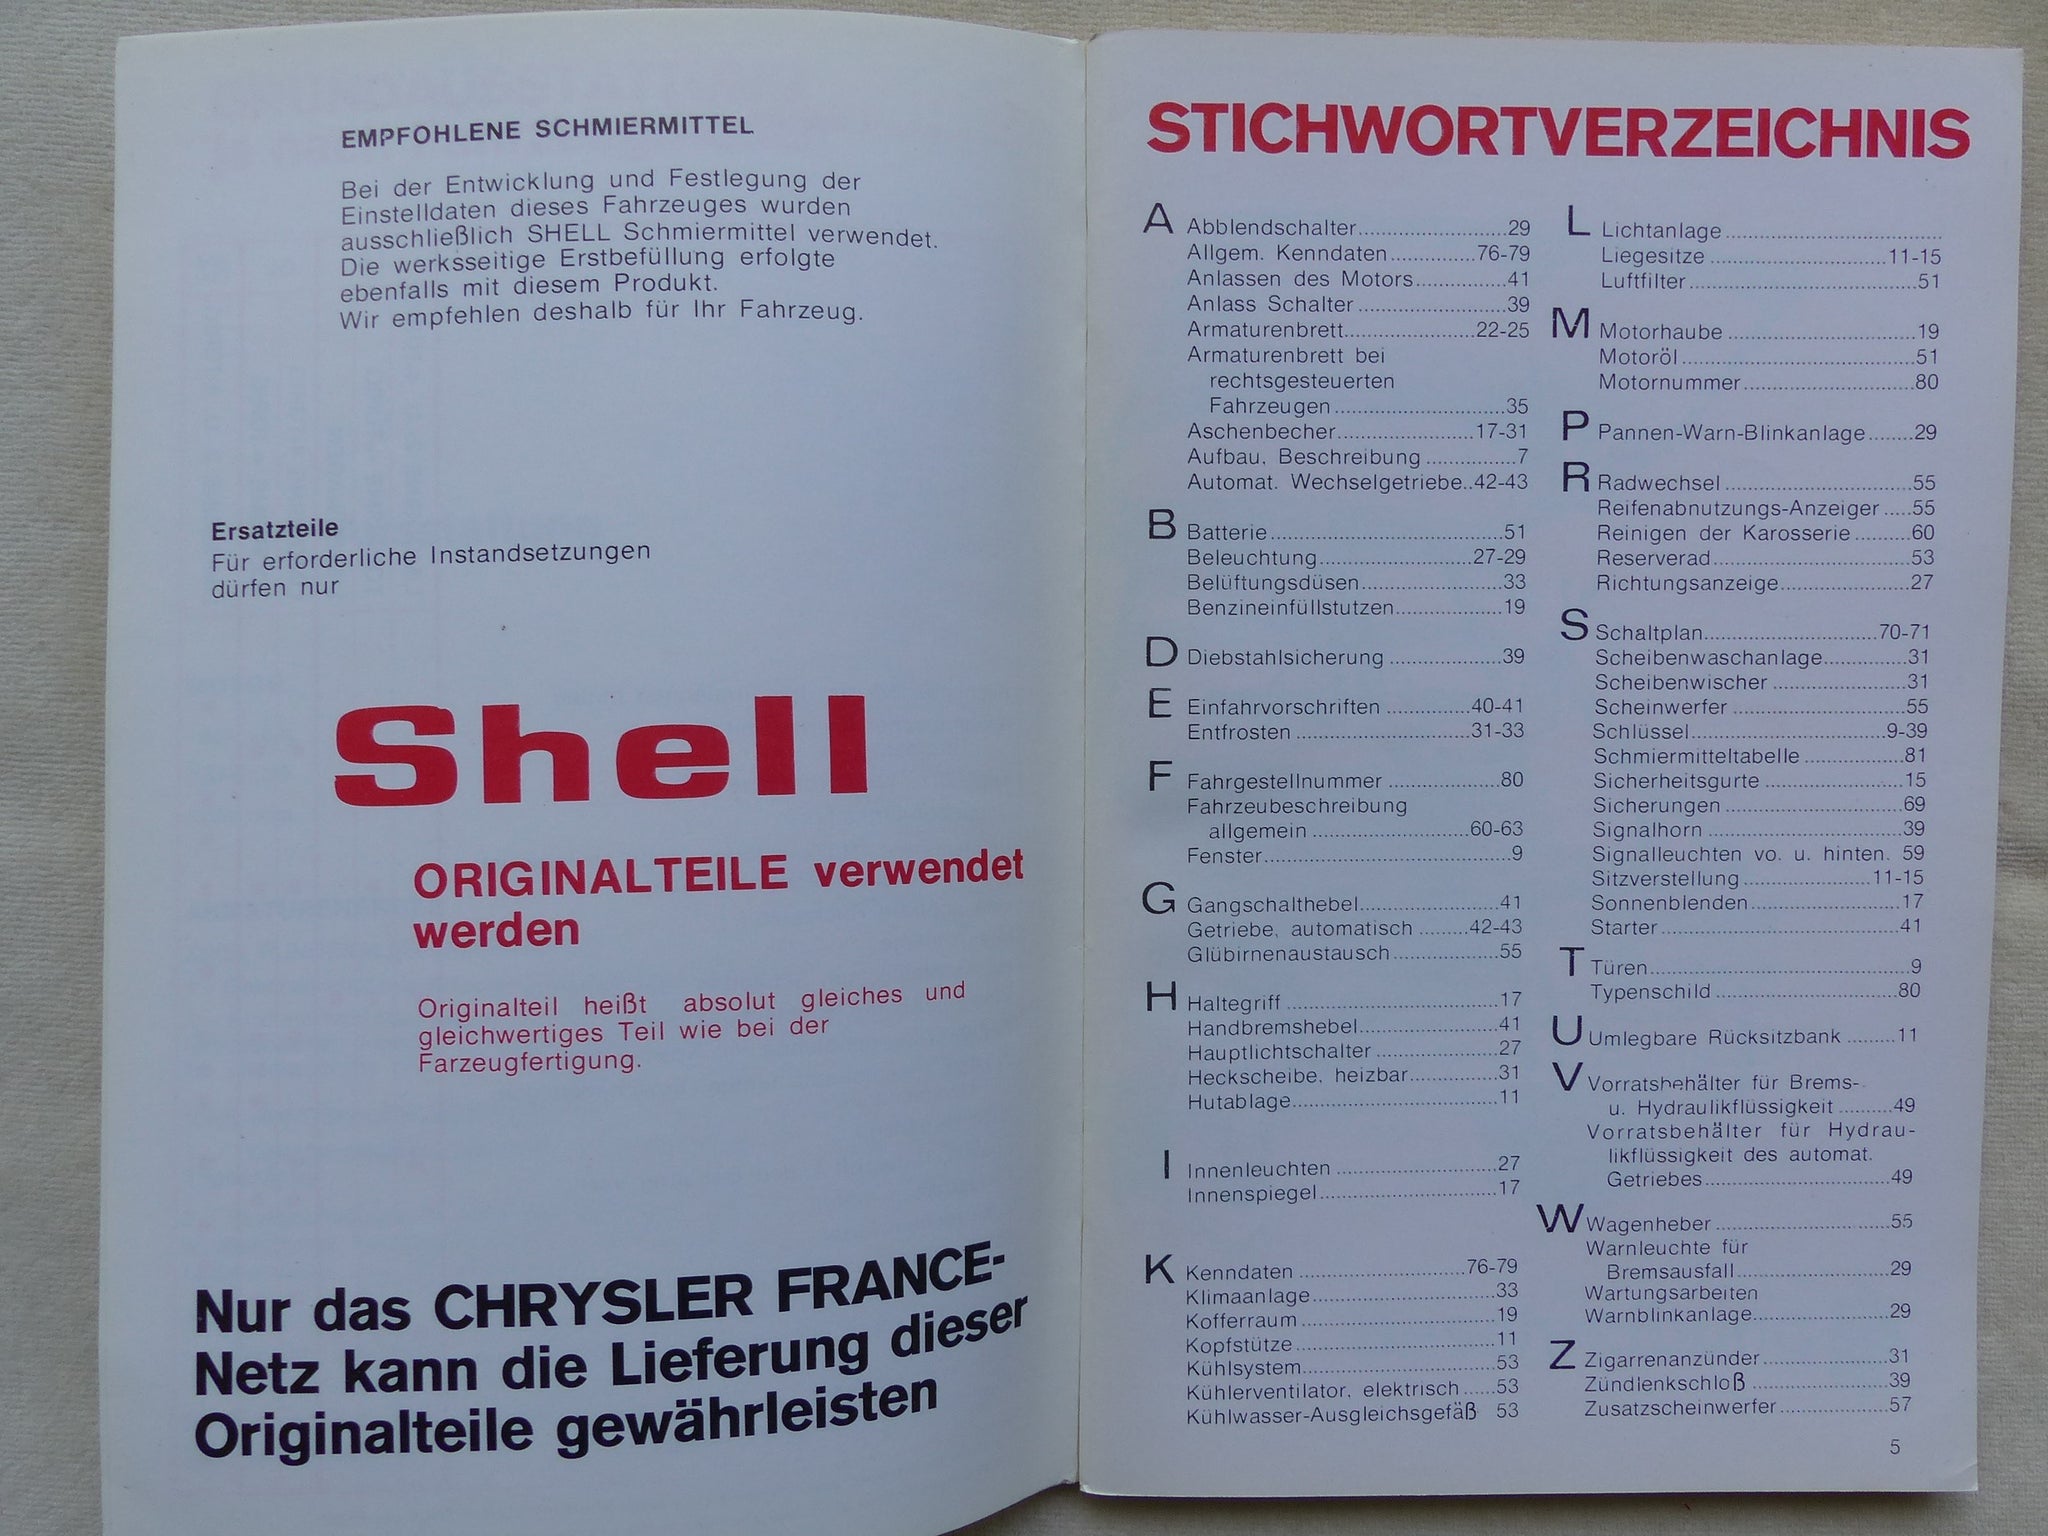 EMPFOHLENE SCHMIERMITTEL
Bei der Entwicklung und Festlegung der
Einstelldaten dieses Fahrzeuges wurden
ausschließlich SHELL Schmiermittel verwendet.
Die werksseitige Erstbefüllung erfolgte
ebenfalls mit diesem Produkt.
Wir empfehlen deshalb für Ihr Fahrzeug.
Ersatzteile
Für erforderliche Instandsetzungen
dürfen nur
Shell
ORIGINALTEILE verwendet
werden
Originalteil heißt absolut gleiches und
gleichwertiges Teil wie bei der
Farzeugfertigung.
Nur das CHRYSLER FRANCE-
Netz kann die Lieferung dieser
Originalteile gewährleisten
STICHWORTVERZEICHNIS
A Abblendschalter...........................29
Allgem. Kenndaten...............76-79
Anlassen des Motors................41
Anlass Schalter..........................39
Armaturenbrett........................22-25
Armaturenbrett bei
rechtsgesteuerten
Fahrzeugen...............................35
Aschenbecher.........................17-31
Aufbau, Beschreibung................7
Automat. Wechselgetriebe..42-43
B Batterie..........................................51
Beleuchtung............................27-29
Belüftungsdüsen.........................33
Benzineinfüllstutzen...................19
D Diebstahlsicherung....................39
E Einfahrvorschriften................40-41
Entfrosten................................31-33
F Fahrgestellnummer....................80
Fahrzeubeschreibung
allgemein............................60-63
Fenster.............................................9
G Gangschalthebel.........................41
Getriebe, automatisch.........42-43
Glübirnenaustausch...................55
H Haltegriff.......................................17
Handbremshebel.........................41
Hauptlichtschalter......................27
Heckscheibe, heizbar................31
Hutablage.....................................11
I Innenleuchten.............................27
Innenspiegel................................17
K Kenndaten..............................76-79
Klimaanlage.................................33
Kofferraum...................................19
Kopfstütze....................................11
Kühlsystem...................................53
Kühlerventilator, elektrisch......53
Kühlwasser-Ausgleichsgefäß 53
L Lichtanlage.......................................
Liegesitze................................11-15
Luftfilter.........................................51
M Motorhaube..................................19
Motoröl..........................................51
Motornummer...............................80
P Pannen-Warn-Blinkanlage........29
R Radwechsel..................................55
Reifenabnutzungs-Anzeiger.....55
Reinigen der Karosserie..........60
Reserverad...................................53
Richtungsanzeige.......................27
S Schaltplan...............................70-71
Scheibenwaschanlage...............31
Scheibenwischer........................31
Scheinwerfer...............................55
Schlüssel....................................9-39
Schmiermitteltabelle..................81
Sicherheitsgurte.........................15
Sicherungen................................69
Signalhorn...................................39
Signalleuchten vo. u. hinten. 59
Sitzverstellung.......................11-15
Sonnenblenden...........................17
Starter...........................................41
T Türen...............................................9
Typenschild..................................80
U Umlegbare Rücksitzbank.........11
V Vorratsbehälter für Brems-
u. Hydraulikflüssigkeit..........49
Vorratsbehälter für Hydrau-
likflüssigkeit des automat.
Getriebes..................................49
W Wagenheber................................55
Warnleuchte für
Bremsausfall............................29
Wartungsarbeiten
Warnblinkanlage.........................29
Z Zigarrenanzünder.......................31
Zündlenkschloß..........................39
Zusatzscheinwerfer....................57
5